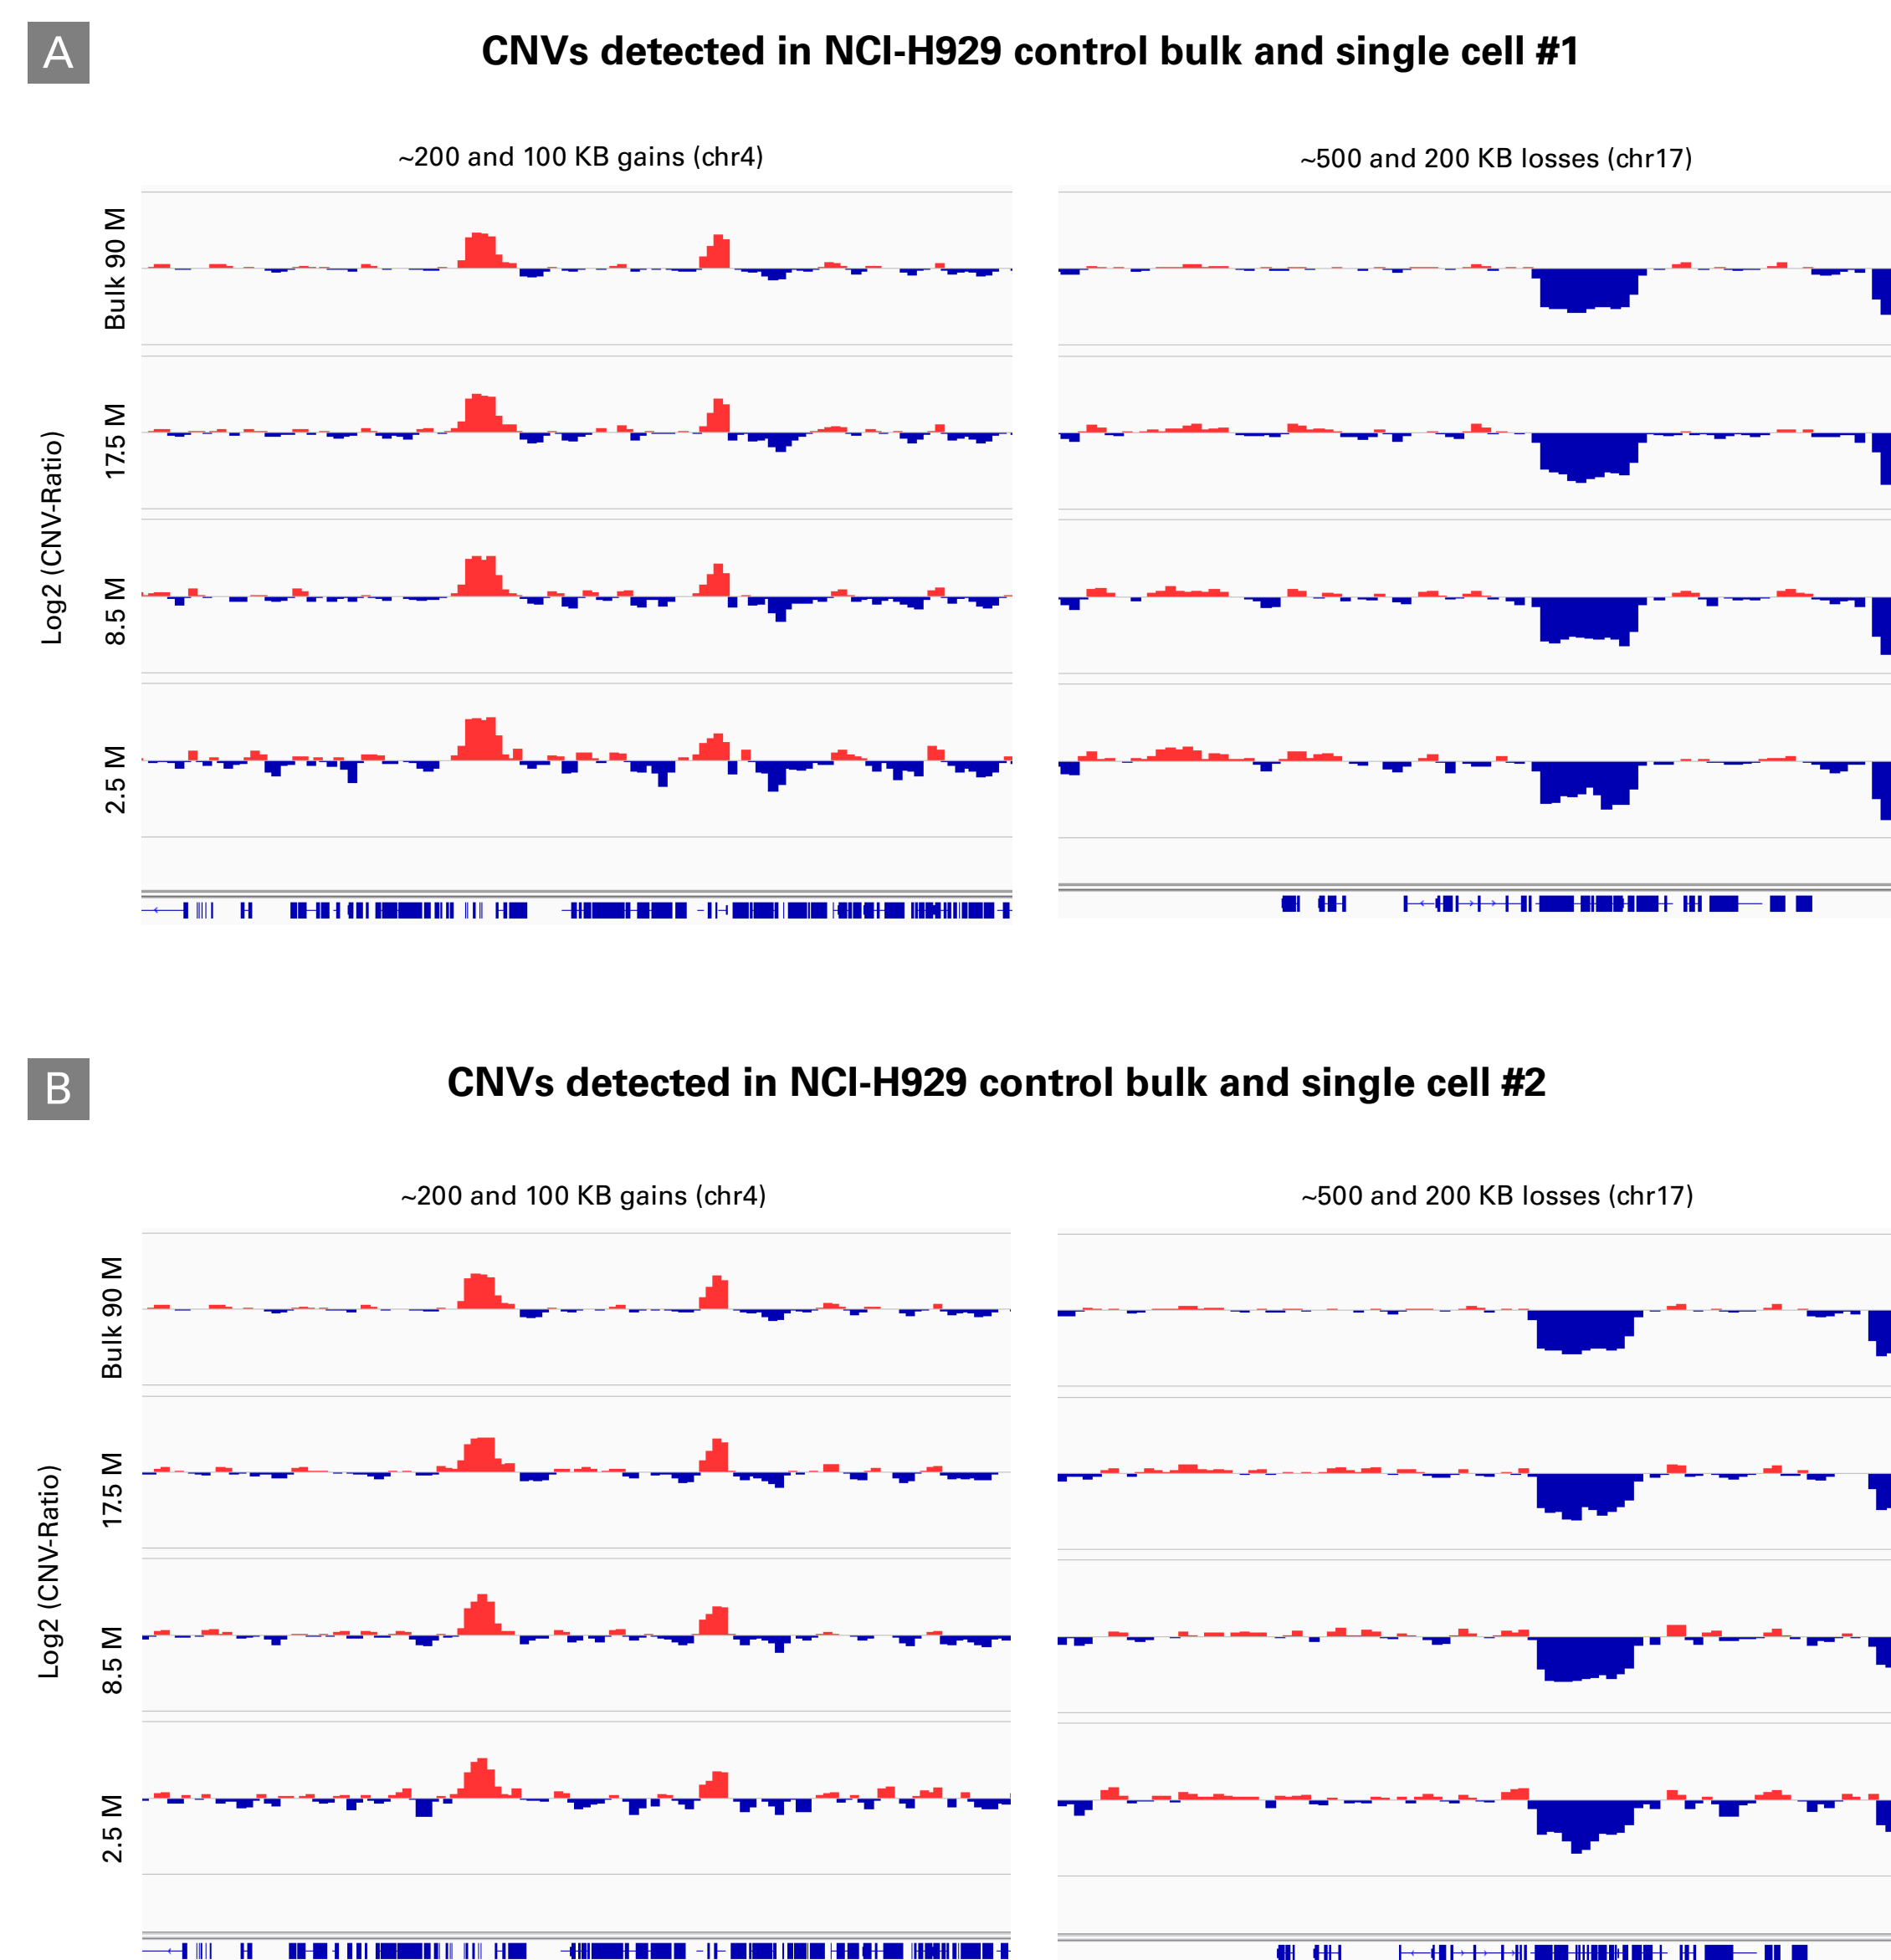 A
CNVs detected in NCI-H929 control bulk and single cell #1
~200 and 100 KB gains (chr4)
~500 and 200 KB losses (chr17)
Log2 (CNV-Ratio)
Bulk 90 M
17.5 M
8.5 M
2.5 M
B
CNVs detected in NCI-H929 control bulk and single cell #2
~200 and 100 KB gains (chr4)
~500 and 200 KB losses (chr17)
Log2 (CNV-Ratio)
Bulk 90 M
17.5 M
8.5 M
2.5 M